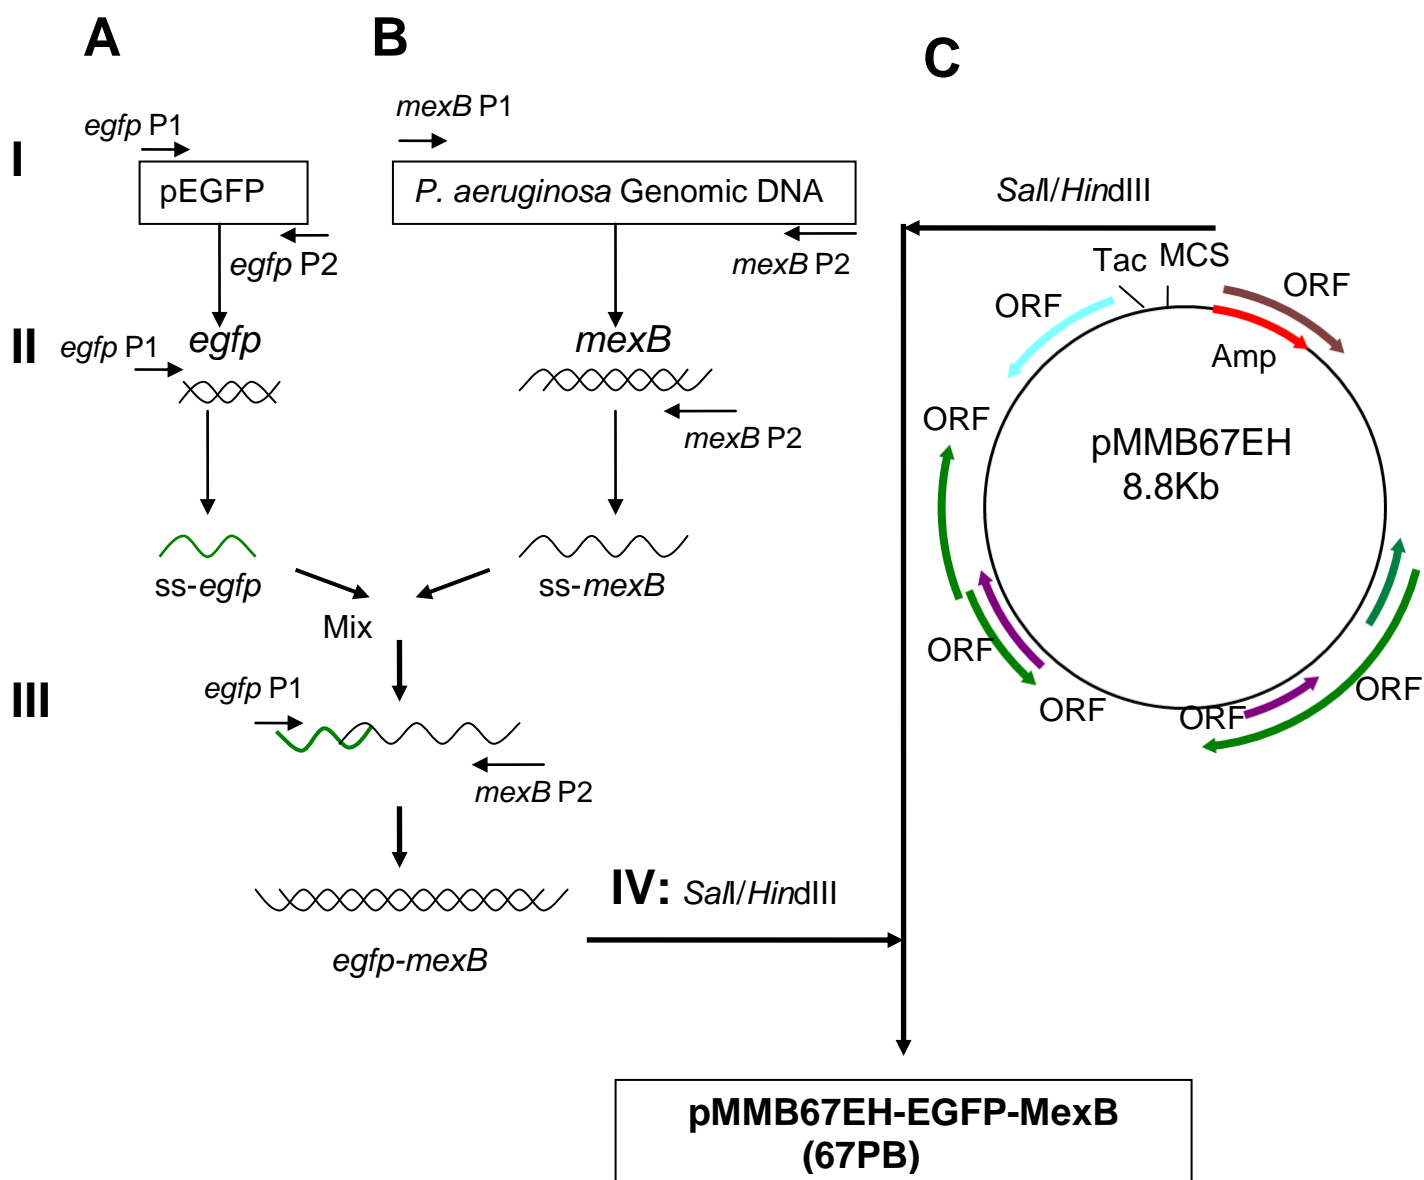 A
B
C
mexB P1
egfp P1
I
pEGFP
P. aeruginosa Genomic DNA
SalI/HindIII
egfp P2
mexB P2
Tac
MCS
ORF
ORF
II
egfp P1
egfp
mexB
Amp
ORF
mexB P2
pMMB67EH
8.8Kb
ss-egfp
ss-mexB
Mix
ORF
III
egfp P1
ORF
ORF
ORF
mexB P2
IV: SalI/HindIII
egfp-mexB
pMMB67EH-EGFP-MexB
(67PB)